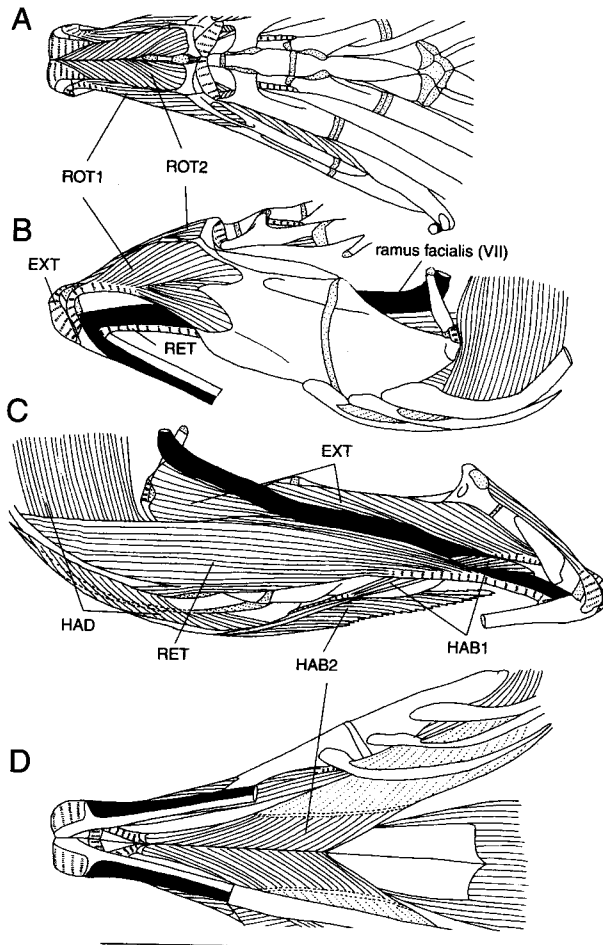 A
ROT1
ROT2
B
EXT
ramus facialis (VII)
RET
C
EXT
HAD
RET
HAB2
HAB1
D